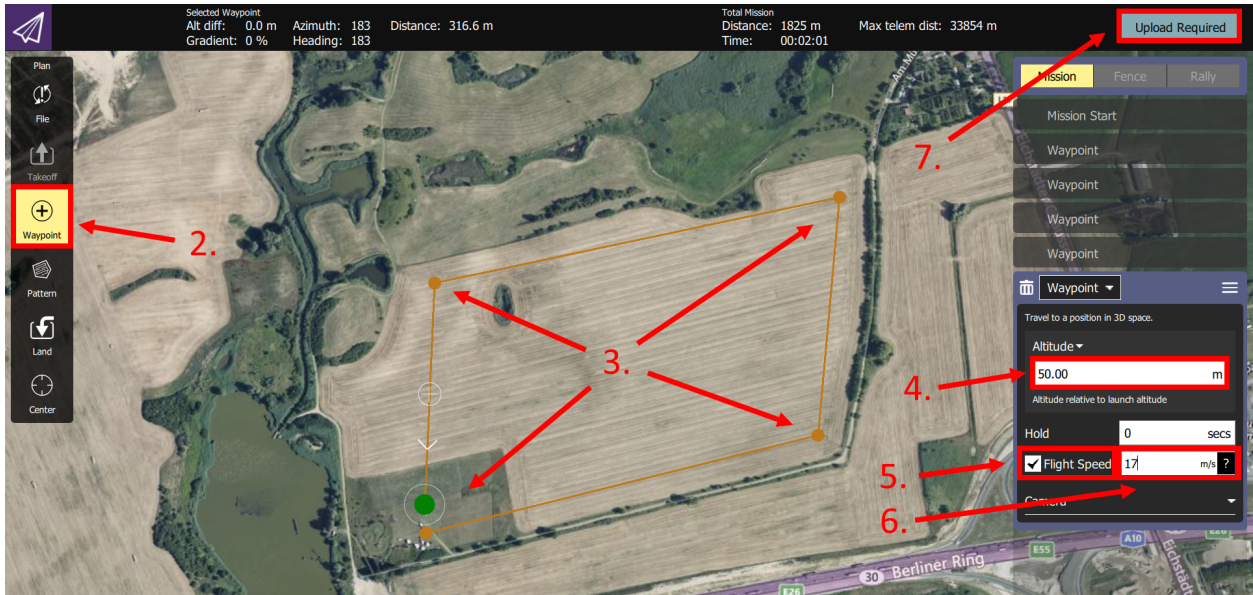 Selected Waypoint
Alt diff: 0.0 m Azimuth: 183 Distance: 316.6 m
Gradient: 0 % Heading: 183
Total Mission
Distance: 1825 m Max telem dist: 33854 m
Time: 00:02:01
Upload Required
Plan
File
Takeoff
Waypoint
Pattern
Land
Center
2.
3.
7.
Mission Fence Rally
Mission Start
Waypoint
Waypoint
Waypoint
Waypoint
Waypoint
Travel to a position in 3D space.
Altitude
4.
50.00 m
Altitude relative to launch altitude
Hold 0 secs
5.
Flight Speed 17 m/s ?
6.
Camera
30 Berliner Ring
E55
A10
E26
E26